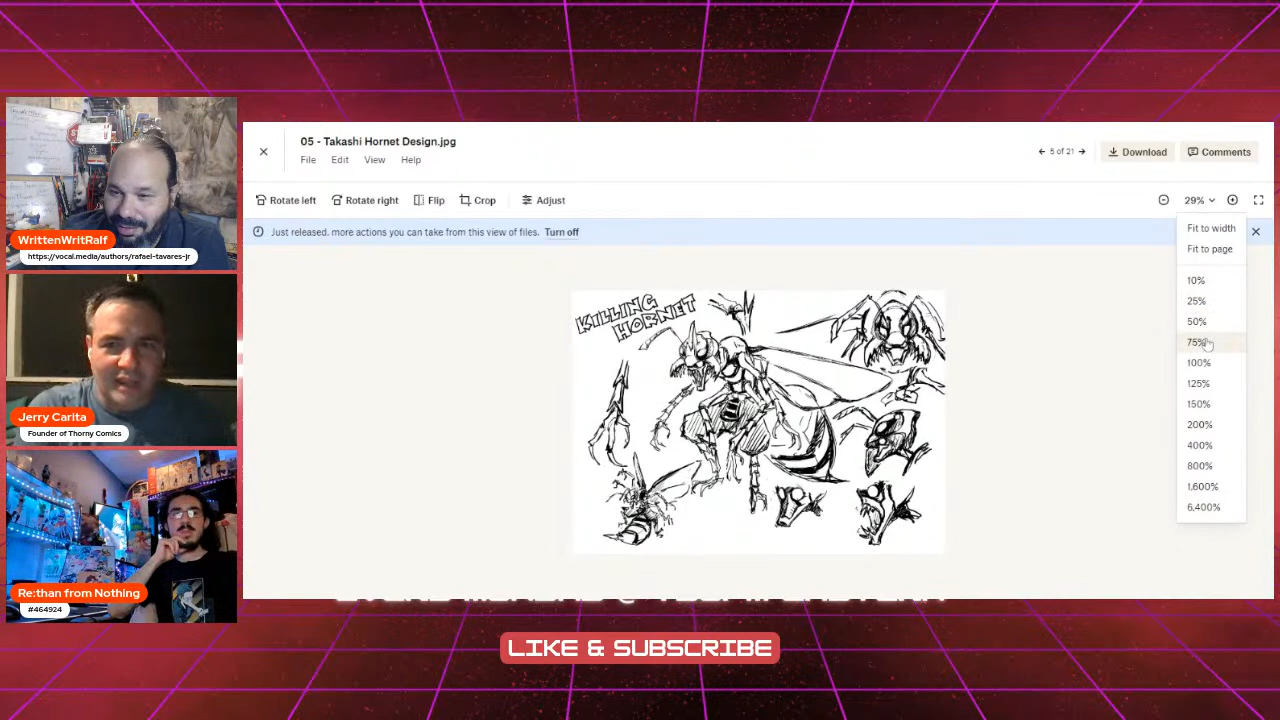 WrittenWritRalf
https://vocal.media/authors/rafael-tavares-jr
Jerry Carita
Founder of Thorny Comics
Re:than from Nothing
#464924
05 - Takashi Hornet Design.jpg
File Edit View Help
5 of 21
Download
Comments
Rotate left
Rotate right
Flip
Crop
Adjust
29%
Just released, more actions you can take from this view of files. Turn off
Fit to width
Fit to page
10%
25%
50%
75%
100%
125%
150%
200%
400%
800%
1,600%
6,400%
KILLING
HORNET
LIKE & SUBSCRIBE